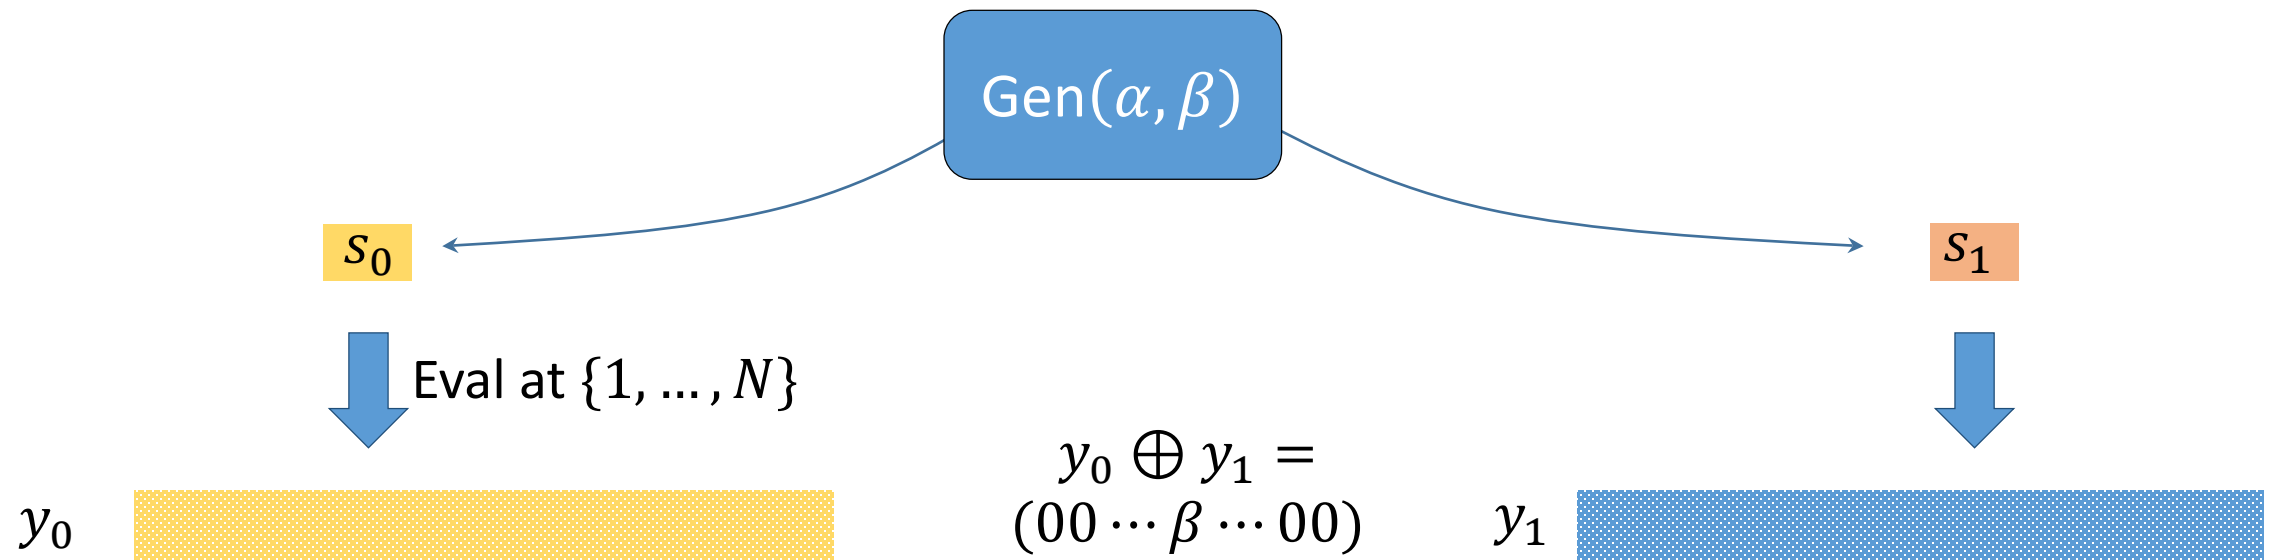 Gen(α, β)
s₀
s₁
Eval at {1, … , N}
y₀ ⊕ y₁ =
(00 ⋯ β ⋯ 00)
y₀
y₁